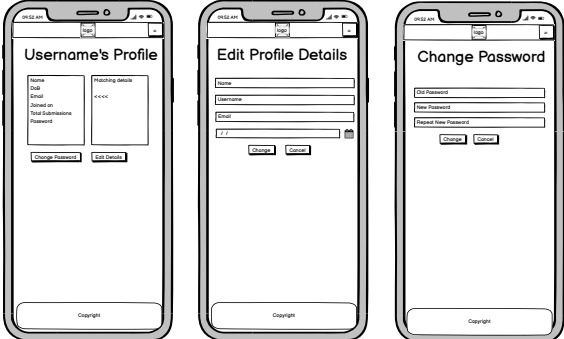 09:52 AM
logo
Username's Profile
Name
DoB
Email
Joined on
Total Submissions
Password
Matching details
<<<<
Change Password
Edit Details
Copyright
09:52 AM
logo
Edit Profile Details
Name
Username
Email
/ /
Change
Cancel
Copyright
09:52 AM
logo
Change Password
Old Password
New Password
Repeat New Password
Change
Cancel
Copyright